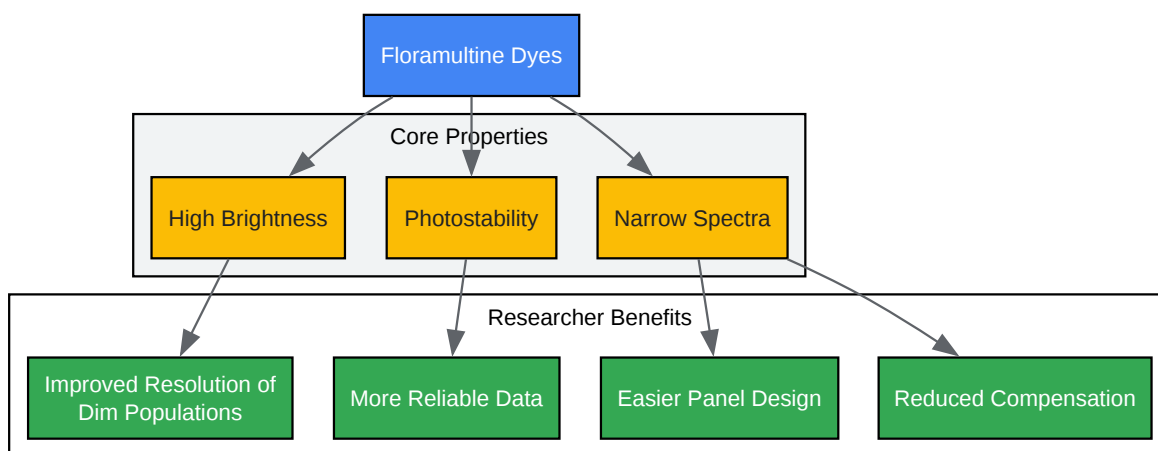 Floramultine Dyes
Core Properties
High Brightness
Photostability
Narrow Spectra
Researcher Benefits
Improved Resolution of
Dim Populations
More Reliable Data
Easier Panel Design
Reduced Compensation